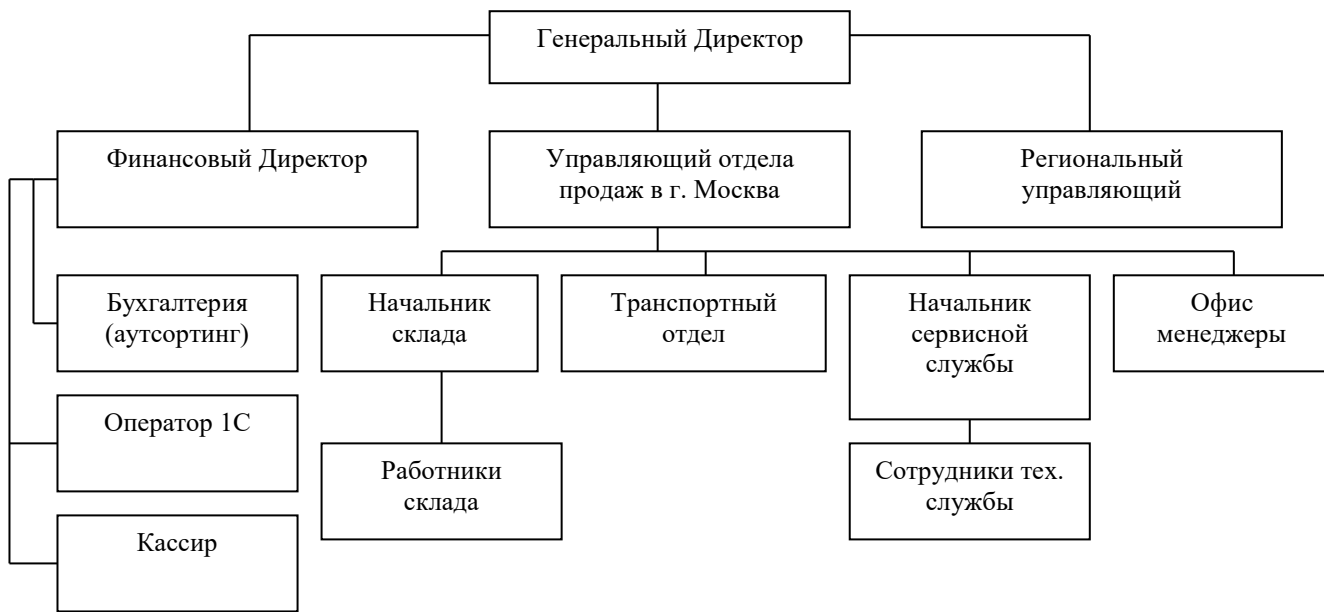 Генеральный Директор
Финансовый Директор
Управляющий отдела
продаж в г. Москва
Региональный
управляющий
Бухгалтерия
(аутсортинг)
Начальник
склада
Транспортный
отдел
Начальник
сервисной
службы
Офис
менеджеры
Оператор 1С
Работники
склада
Сотрудники тех.
службы
Кассир